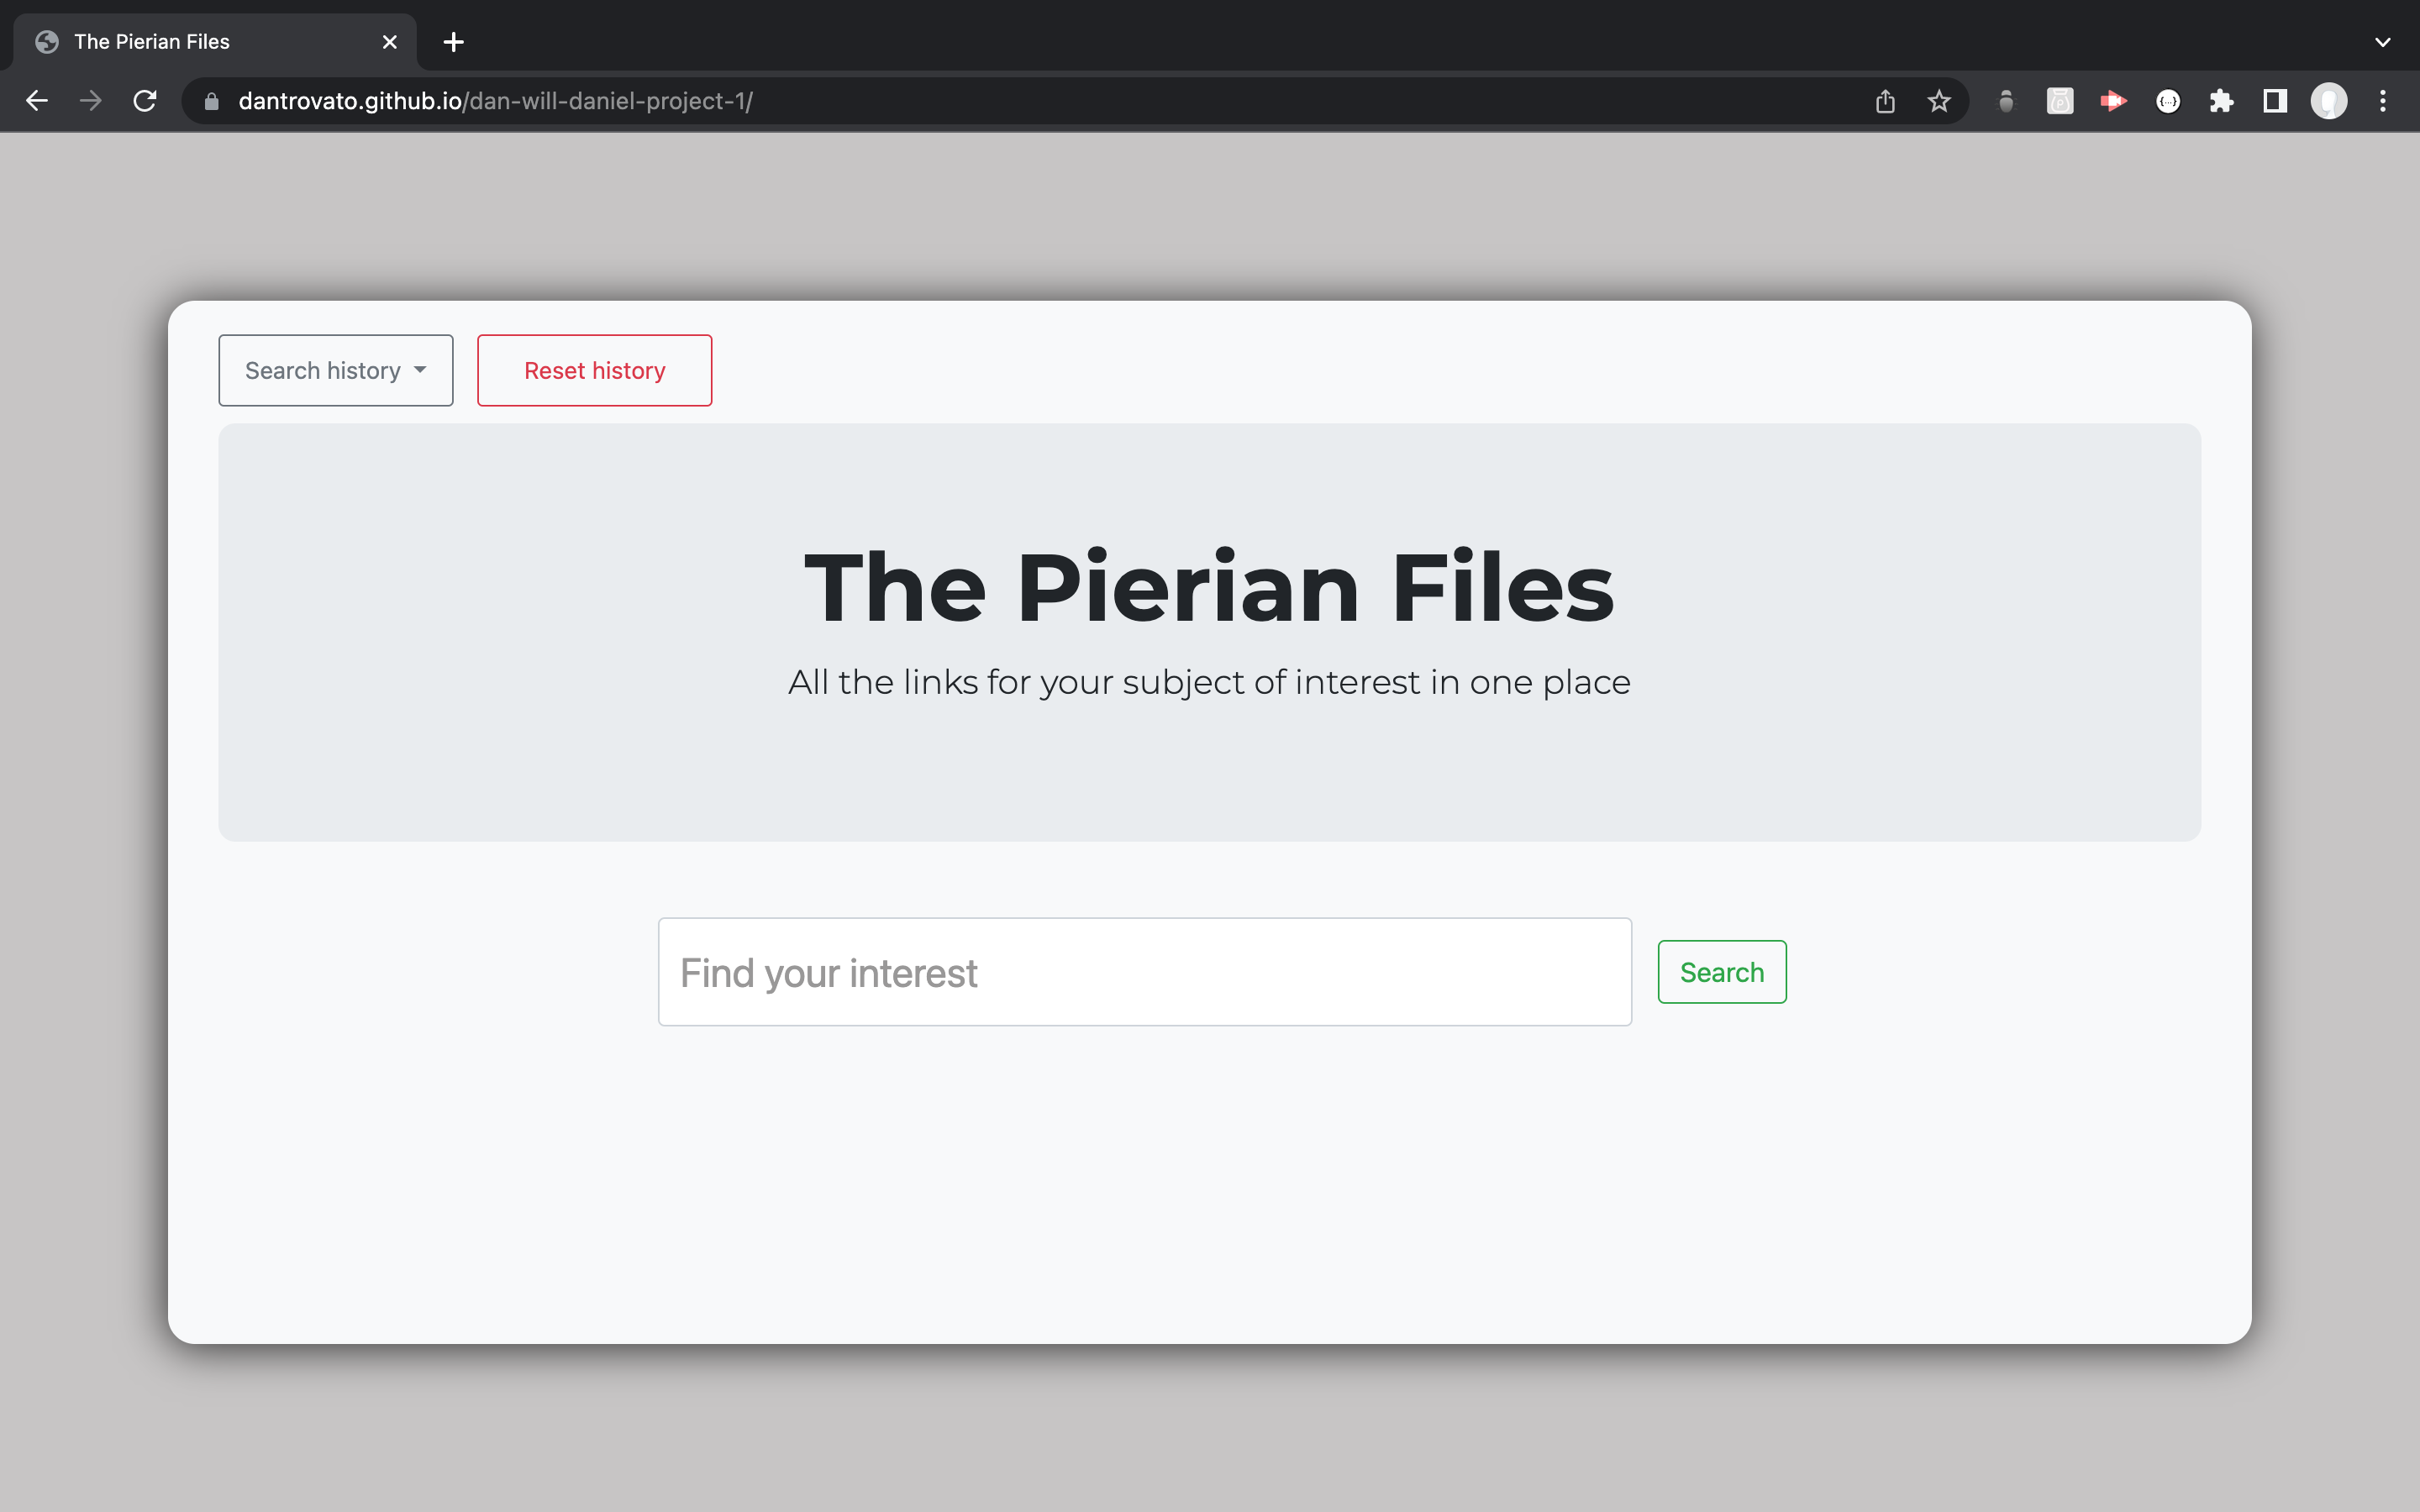 The Pierian Files
dantrovato.github.io/dan-will-daniel-project-1/
Search history
Reset history
The Pierian Files
All the links for your subject of interest in one place
Find your interest
Search